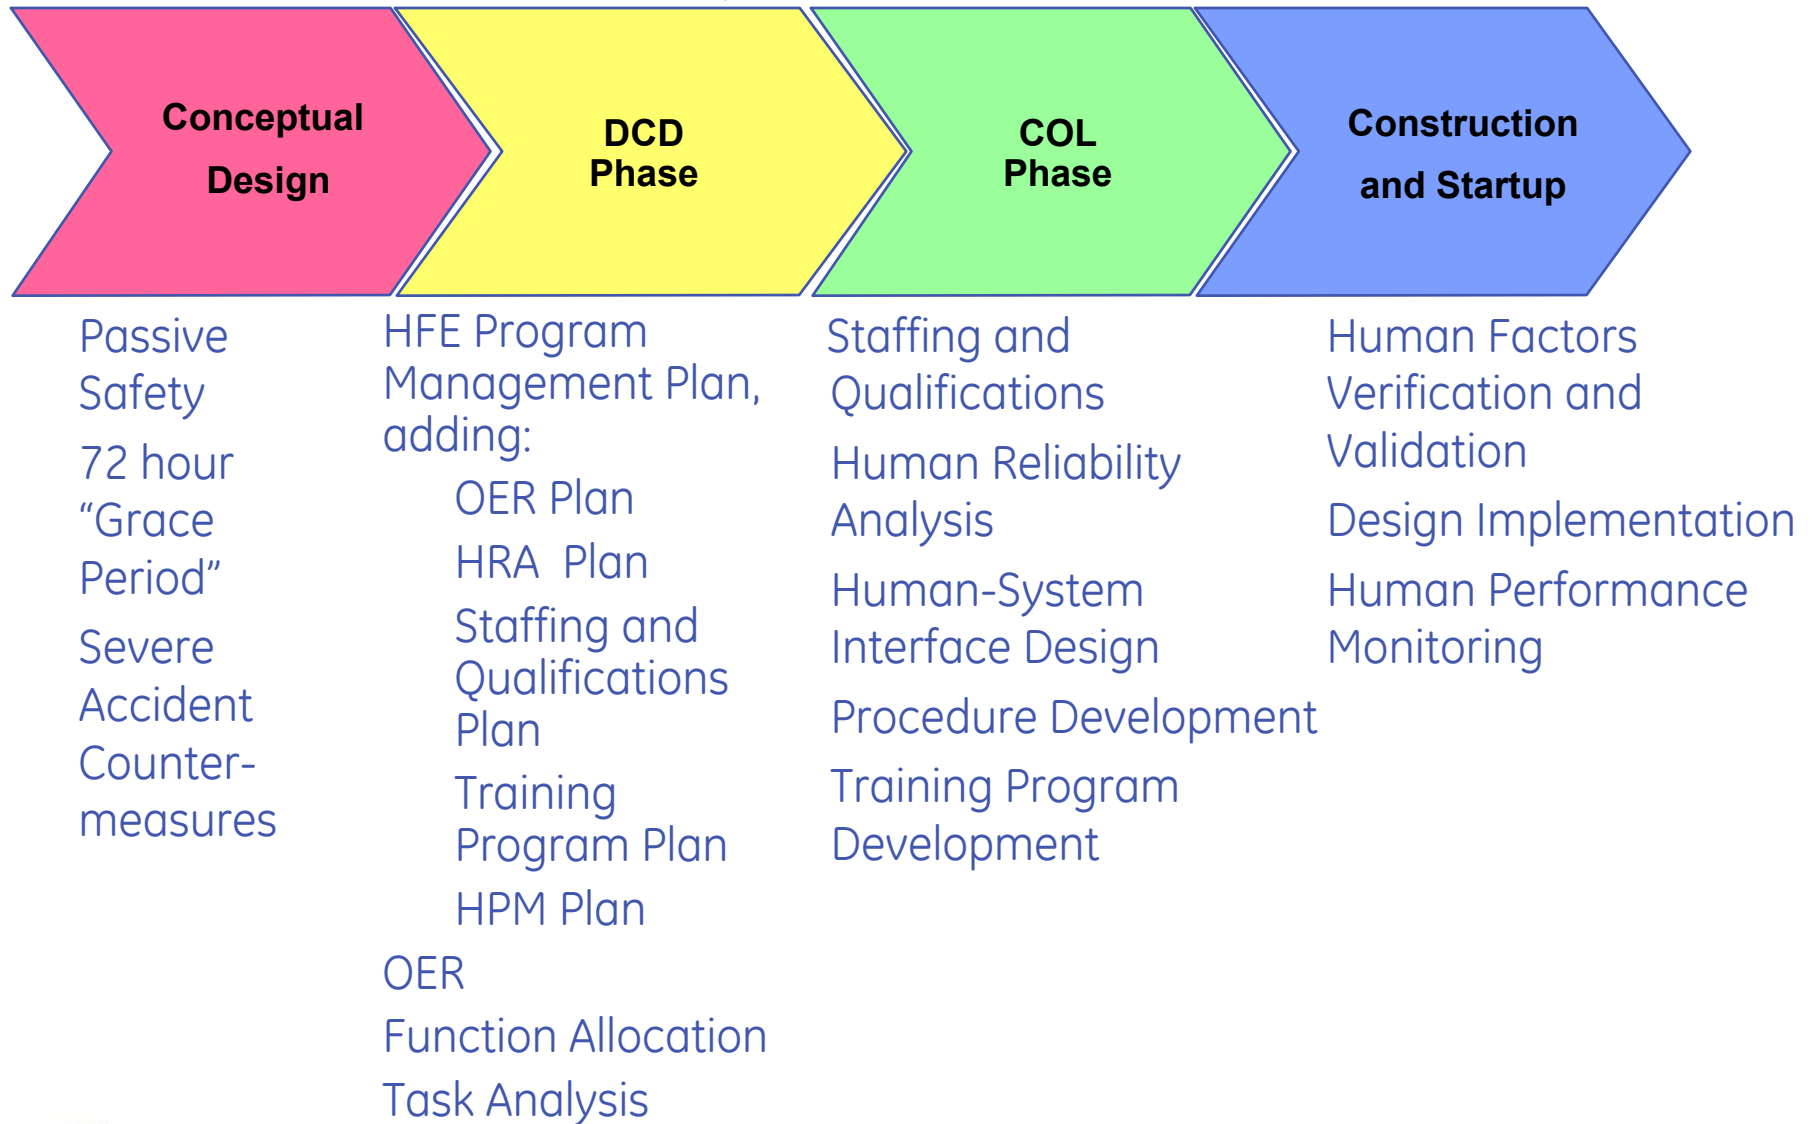 Conceptual
Design
DCD
Phase
COL
Phase
Construction
and Startup
Passive
Safety
72 hour
“Grace
Period”
Severe
Accident
Counter-
measures
HFE Program
Management Plan,
adding:
OER Plan
HRA Plan
Staffing and
Qualifications
Plan
Training
Program Plan
HPM Plan
OER
Function Allocation
Task Analysis
Staffing and
Qualifications
Human Reliability
Analysis
Human-System
Interface Design
Procedure Development
Training Program
Development
Human Factors
Verification and
Validation
Design Implementation
Human Performance
Monitoring